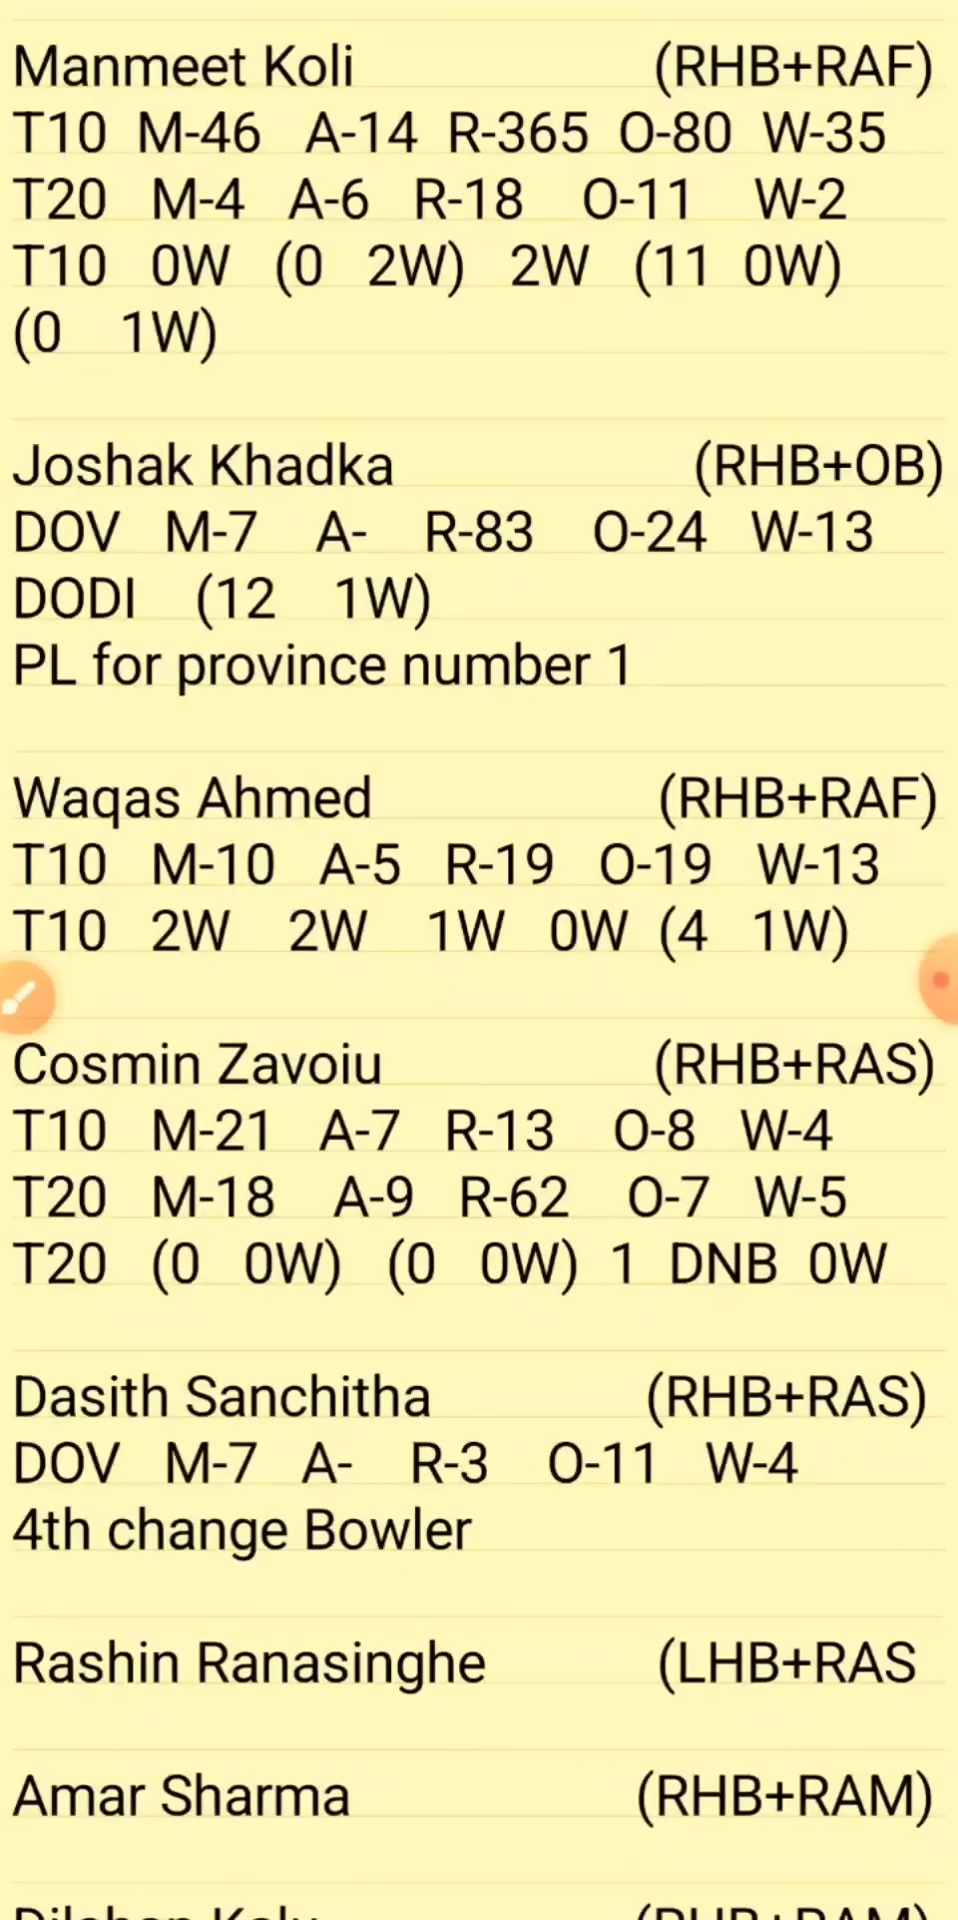 Manmeet Koli (RHB+RAF)
T10 M-46 A-14 R-365 O-80 W-35
T20 M-4 A-6 R-18 O-11 W-2
T10 0W (0 2W) 2W (11 0W)
(0 1W)
Joshak Khadka (RHB+OB)
DOV M-7 A- R-83 O-24 W-13
DODI (12 1W)
PL for province number 1
Waqas Ahmed (RHB+RAF)
T10 M-10 A-5 R-19 O-19 W-13
T10 2W 2W 1W 0W (4 1W)
Cosmin Zavoiu (RHB+RAS)
T10 M-21 A-7 R-13 O-8 W-4
T20 M-18 A-9 R-62 O-7 W-5
T20 (0 0W) (0 0W) 1 DNB 0W
Dasith Sanchitha (RHB+RAS)
DOV M-7 A- R-3 O-11 W-4
4th change Bowler
Rashin Ranasinghe (LHB+RAS
Amar Sharma (RHB+RAM)